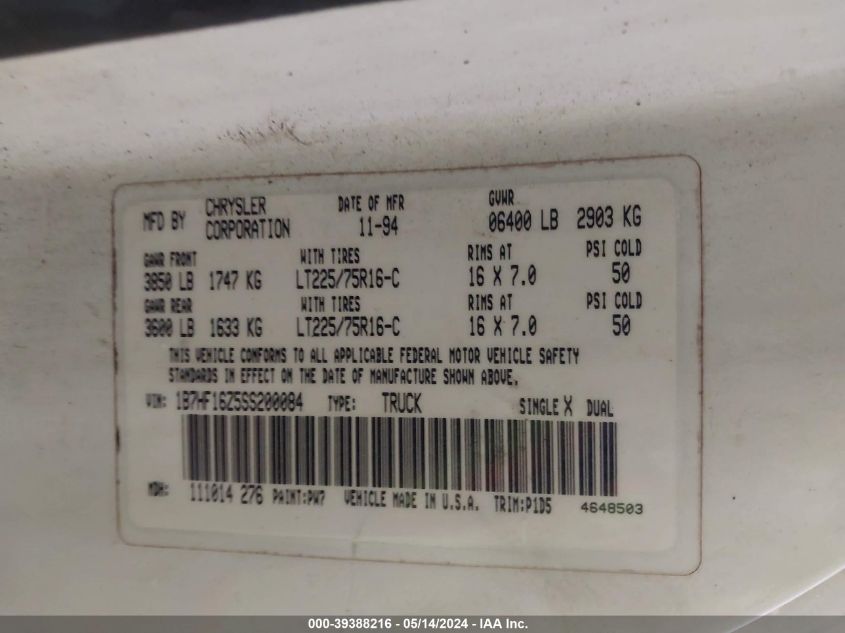 MFD BY CHRYSLER CORPORATION DATE OF MFR 11-94 GVWR 06400 LB 2903 KG
GAWR FRONT WITH TIRES RIMS AT PSI COLD
3850 LB 1747 KG LT225/75R16-C 16 X 7.0 50
GAWR REAR WITH TIRES RIMS AT PSI COLD
3600 LB 1633 KG LT225/75R16-C 16 X 7.0 50
THIS VEHICLE CONFORMS TO ALL APPLICABLE FEDERAL MOTOR VEHICLE SAFETY
STANDARDS IN EFFECT ON THE DATE OF MANUFACTURE SHOWN ABOVE.
VIN: 1B7HF16Z5SS200084 TYPE: TRUCK SINGLE X DUAL
MDH: 111014 276 PAINT:PW7 VEHICLE MADE IN U.S.A. TRIM:P1D5 4648503
000-39388216 - 05/14/2024 - IAA Inc.